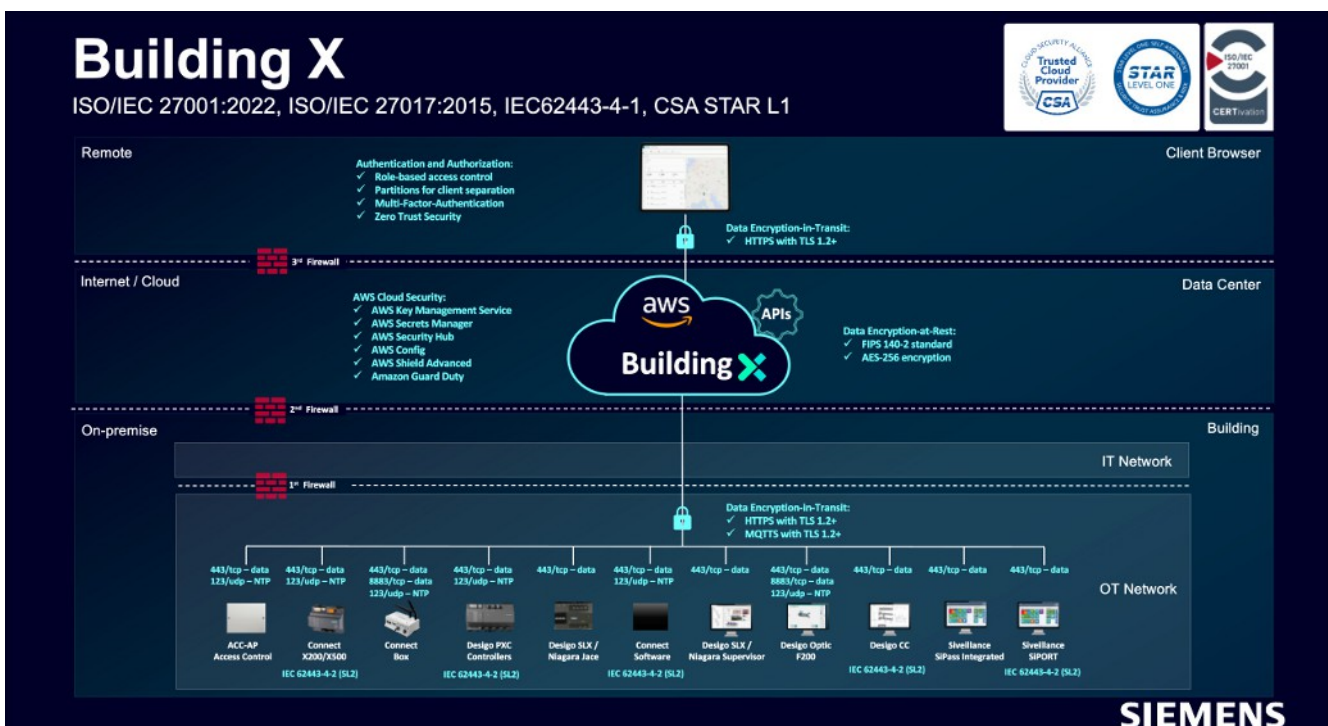 Building X
ISO/IEC 27001:2022, ISO/IEC 27017:2015, IEC62443-4-1, CSA STAR L1
CLOUD SECURITY ALLIANCE
Trusted
Cloud
Provider
CSA
STAR LEVEL ONE: SELF-ASSESSMENT
STAR
LEVEL ONE
ISO/IEC
27001
CERTivation
Remote
Client Browser
Authentication and Authorization:
✓ Role-based access control
✓ Partitions for client separation
✓ Multi-Factor-Authentication
✓ Zero Trust Security
Data Encryption-in-Transit:
✓ HTTPS with TLS 1.2+
3rd Firewall
Internet / Cloud
Data Center
AWS Cloud Security:
✓ AWS Key Management Service
✓ AWS Secrets Manager
✓ AWS Security Hub
✓ AWS Config
✓ AWS Shield Advanced
✓ Amazon Guard Duty
aws
APIs
Building X
Data Encryption-at-Rest:
✓ FIPS 140-2 standard
✓ AES-256 encryption
2nd Firewall
On-premise
Building
IT Network
1st Firewall
Data Encryption-in-Transit:
✓ HTTPS with TLS 1.2+
✓ MQTTS with TLS 1.2+
OT Network
443/tcp – data
123/udp – NTP
ACC-AP
Access Control
443/tcp – data
123/udp – NTP
Connect
X200/X500
IEC 62443-4-2 (SL2)
443/tcp – data
8883/tcp – data
123/udp – NTP
Connect
Box
443/tcp – data
123/udp – NTP
Desigo PXC
Controllers
IEC 62443-4-2 (SL2)
443/tcp – data
Desigo SLX /
Niagara Jace
443/tcp – data
123/udp – NTP
Connect
Software
443/tcp – data
Desigo SLX /
Niagara Supervisor
443/tcp – data
8883/tcp – data
123/udp – NTP
Desigo Optic
F200
443/tcp – data
Desigo CC
IEC 62443-4-2 (SL2)
443/tcp – data
Siveillance
SiPass Integrated
443/tcp – data
Siveillance
SiPORT
IEC 62443-4-2 (SL2)
SIEMENS